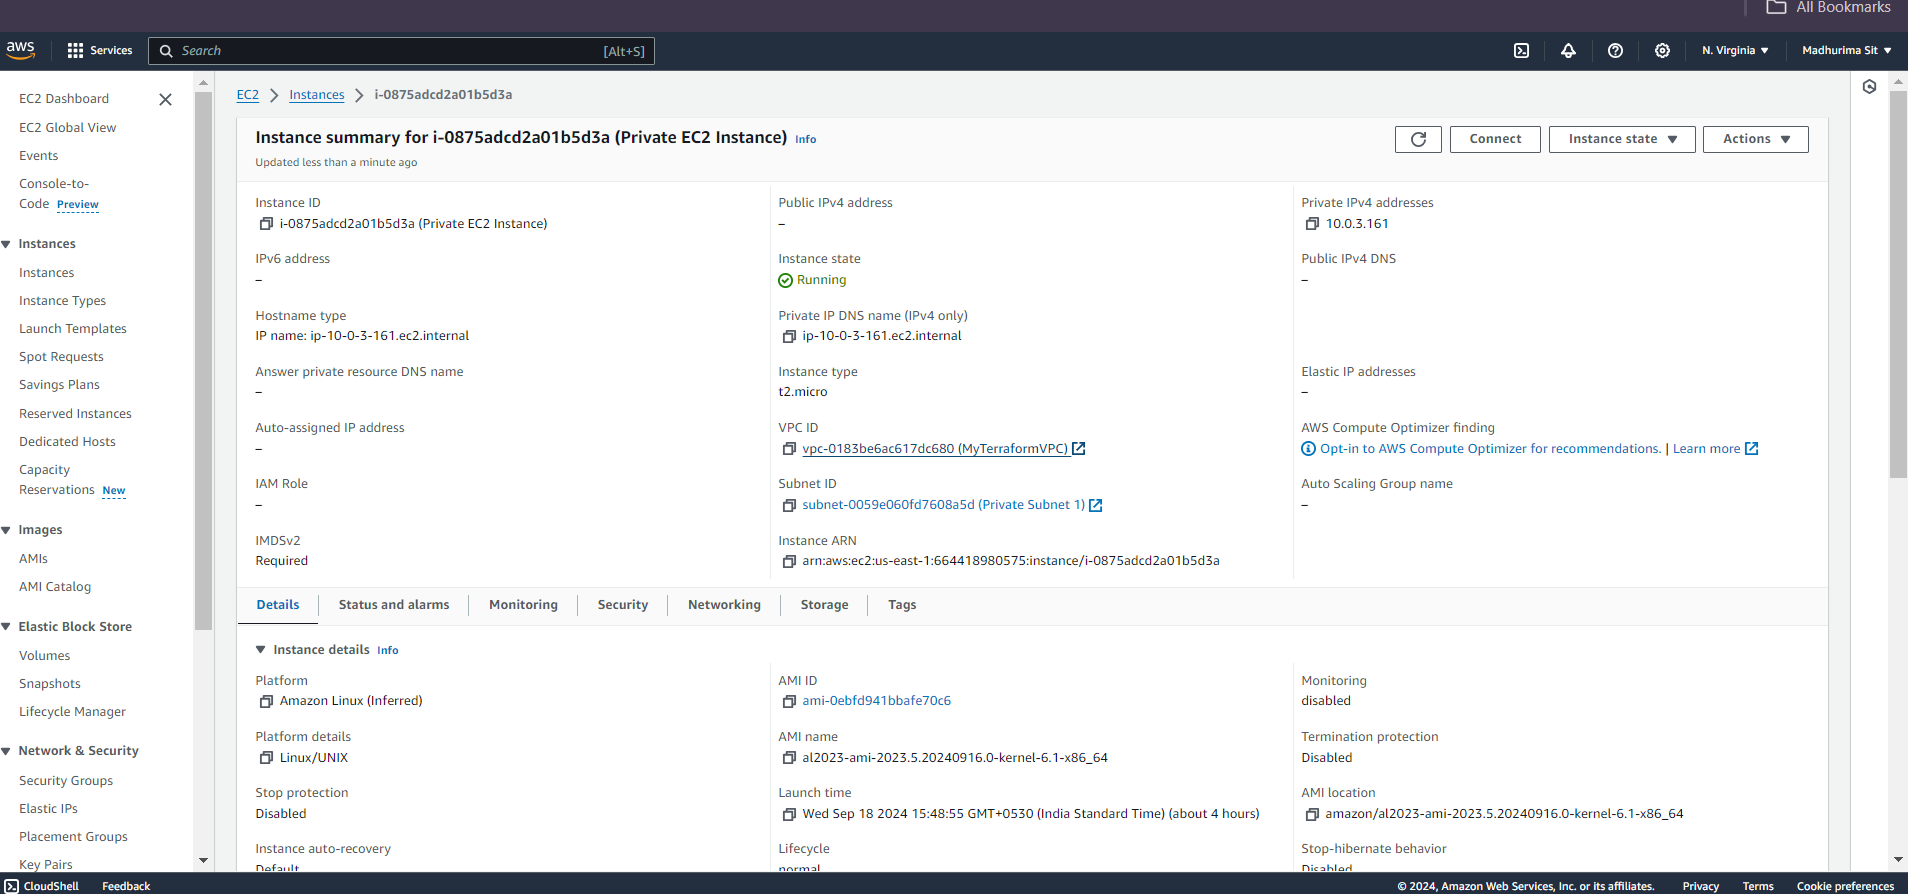 All Bookmarks
aws
Services
Search
[Alt+S]
N. Virginia
Madhurima Sit
EC2 Dashboard
EC2 Global View
Events
Console-to-
Code Preview
Instances
Instances
Instance Types
Launch Templates
Spot Requests
Savings Plans
Reserved Instances
Dedicated Hosts
Capacity
Reservations New
Images
AMIs
AMI Catalog
Elastic Block Store
Volumes
Snapshots
Lifecycle Manager
Network & Security
Security Groups
Elastic IPs
Placement Groups
Key Pairs
EC2 Instances i-0875adcd2a01b5d3a
Instance summary for i-0875adcd2a01b5d3a (Private EC2 Instance) Info
Updated less than a minute ago
Connect
Instance state
Actions
Instance ID
i-0875adcd2a01b5d3a (Private EC2 Instance)
Public IPv4 address
–
Private IPv4 addresses
10.0.3.161
IPv6 address
–
Instance state
Running
Public IPv4 DNS
–
Hostname type
IP name: ip-10-0-3-161.ec2.internal
Private IP DNS name (IPv4 only)
ip-10-0-3-161.ec2.internal
Answer private resource DNS name
–
Instance type
t2.micro
Elastic IP addresses
–
Auto-assigned IP address
–
VPC ID
vpc-0183be6ac617dc680 (MyTerraformVPC)
AWS Compute Optimizer finding
Opt-in to AWS Compute Optimizer for recommendations. | Learn more
IAM Role
–
Subnet ID
subnet-0059e060fd7608a5d (Private Subnet 1)
Auto Scaling Group name
–
IMDSv2
Required
Instance ARN
arn:aws:ec2:us-east-1:664418980575:instance/i-0875adcd2a01b5d3a
Details
Status and alarms
Monitoring
Security
Networking
Storage
Tags
Instance details Info
Platform
Amazon Linux (Inferred)
AMI ID
ami-0ebfd941bbafe70c6
Monitoring
disabled
Platform details
Linux/UNIX
AMI name
al2023-ami-2023.5.20240916.0-kernel-6.1-x86_64
Termination protection
Disabled
Stop protection
Disabled
Launch time
Wed Sep 18 2024 15:48:55 GMT+0530 (India Standard Time) (about 4 hours)
AMI location
amazon/al2023-ami-2023.5.20240916.0-kernel-6.1-x86_64
Instance auto-recovery
Default
Lifecycle
normal
Stop-hibernate behavior
Disabled
CloudShell
Feedback
© 2024, Amazon Web Services, Inc. or its affiliates.
Privacy
Terms
Cookie preferences